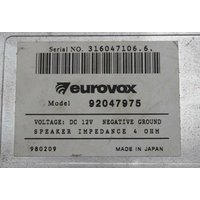 Serial NO. 316047106.6.
eurovox
Model 92047975
VOLTAGE: DC 12V NEGATIVE GROUND
SPEAKER IMPEDANCE 4 OHM
980209 MADE IN JAPAN